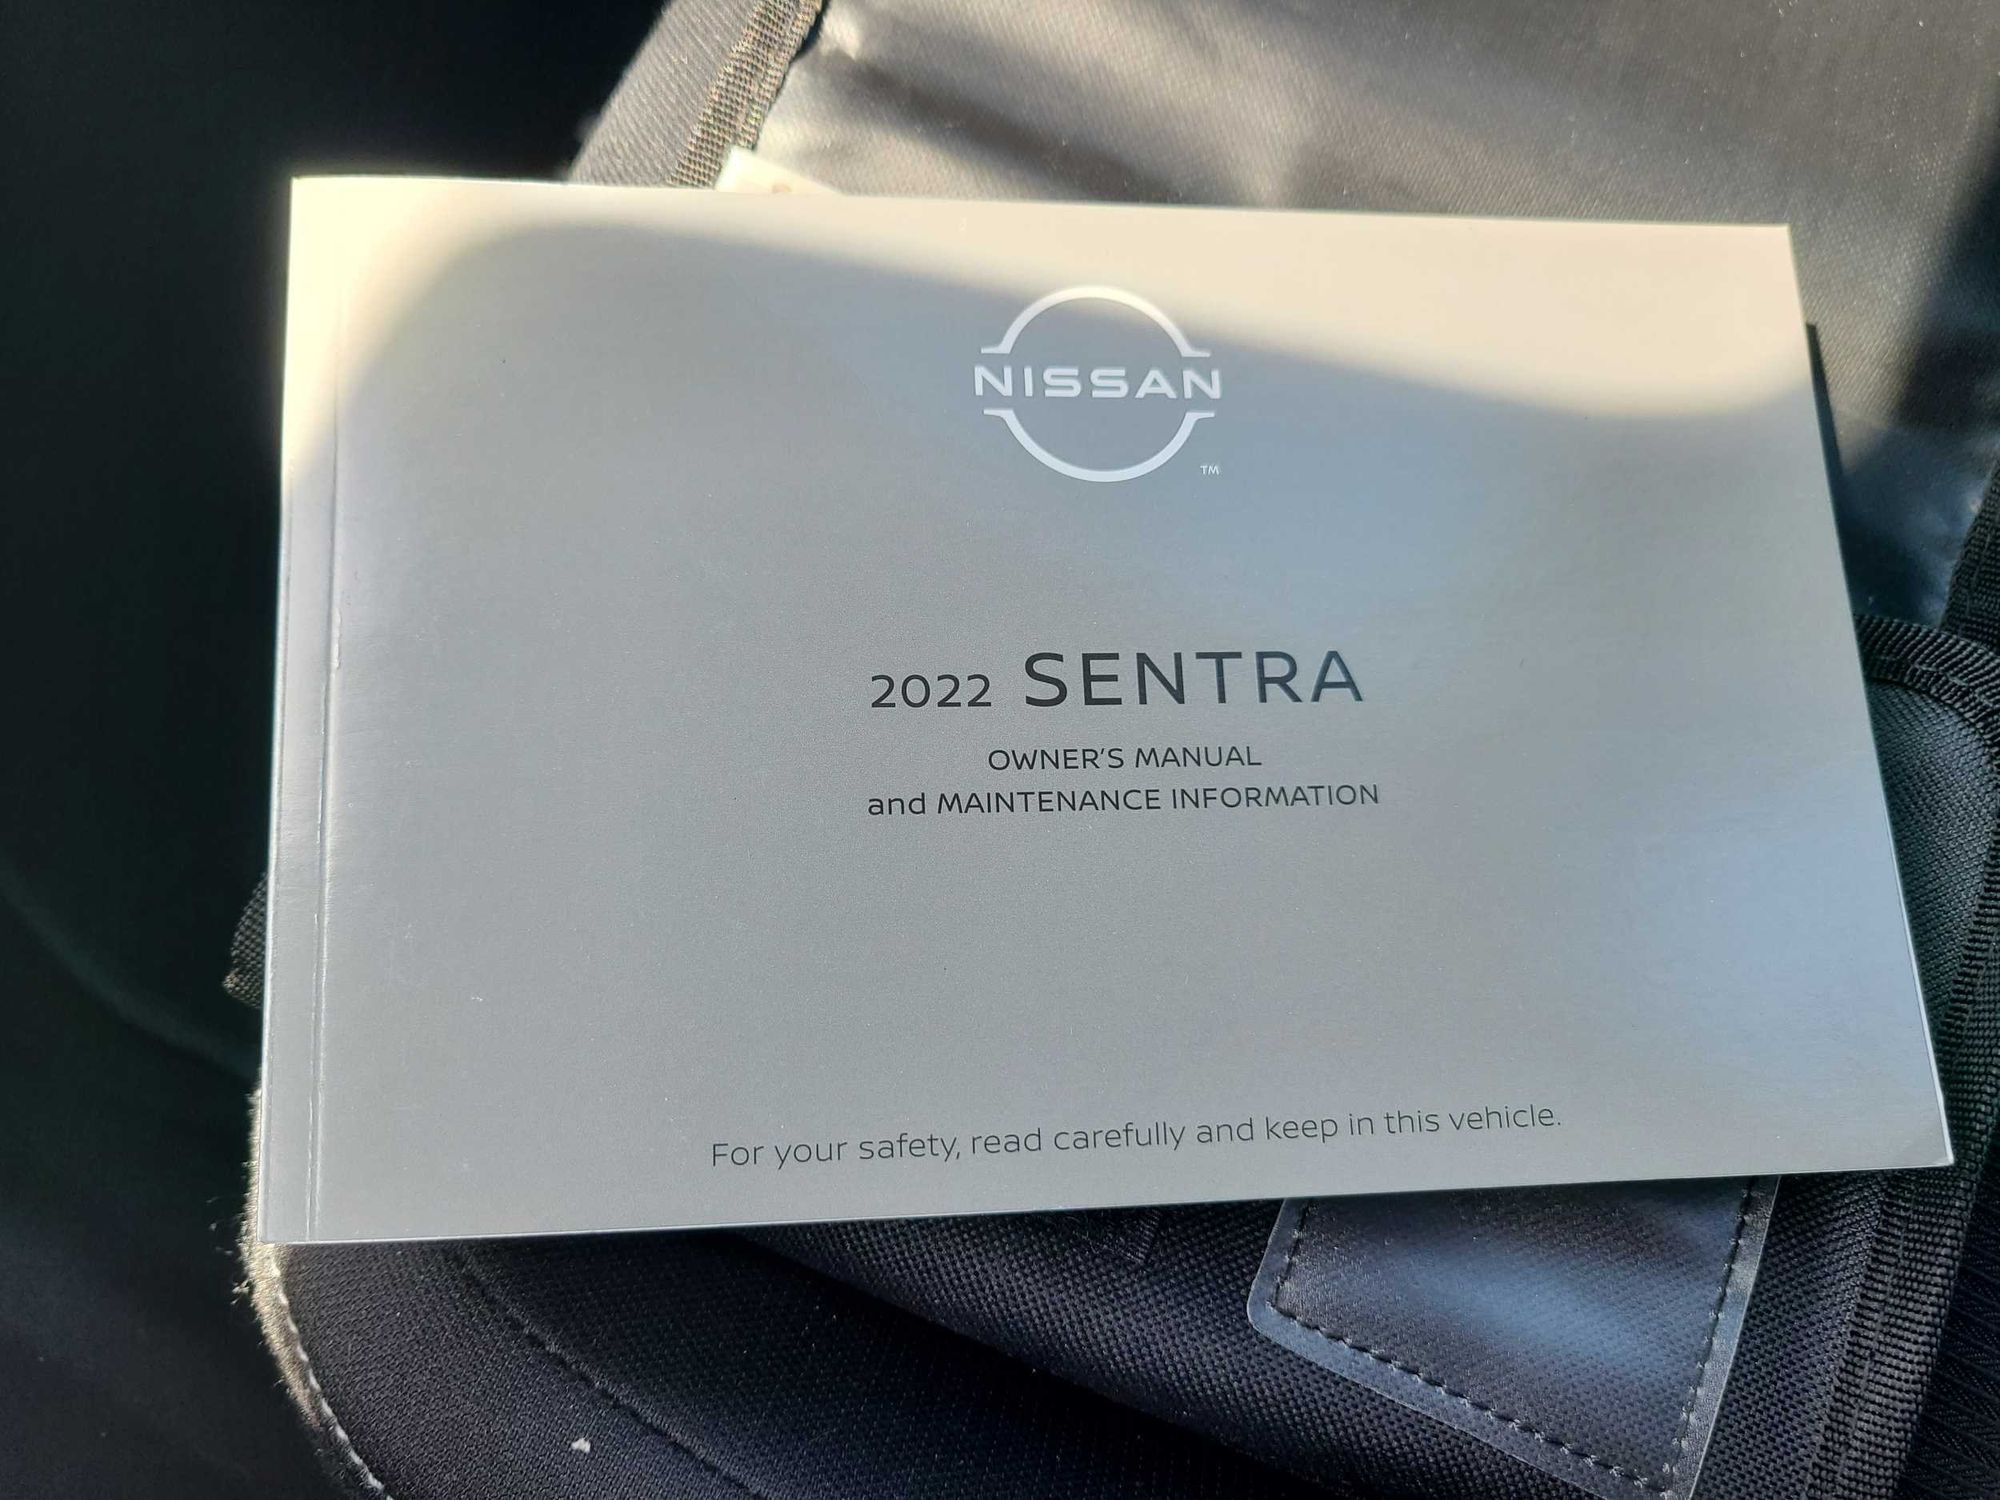 NISSAN
TM
2022 SENTRA
OWNER'S MANUAL
and MAINTENANCE INFORMATION
For your safety, read carefully and keep in this vehicle.